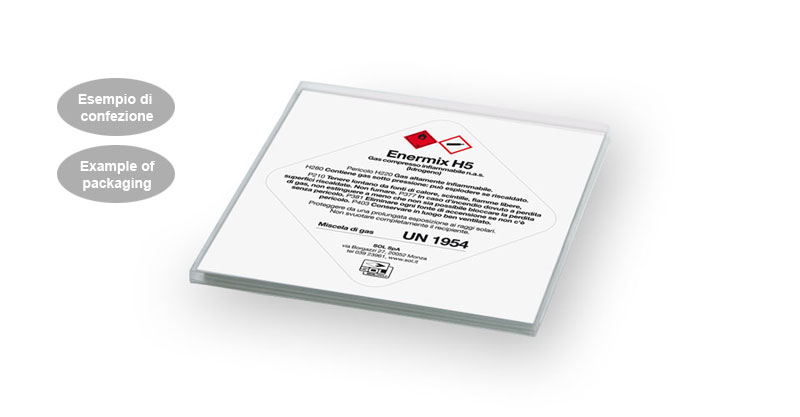 Esempio di
confezione
Example of
packaging
Enermix H5
Gas compresso infiammabile n.a.s.
(Idrogeno)
Pericolo H220 Gas altamente infiammabile.
H280 Contiene gas sotto pressione: può esplodere se riscaldato.
P210 Tenere lontano da fonti di calore, scintille, fiamme libere,
superfici riscaldate. Non fumare. P377 In caso d'incendio dovuto a perdita
di gas, non estinguere a meno che non sia possibile bloccare la perdita
senza pericolo. P381 Eliminare ogni fonte di accensione se non c'è
pericolo. P403 Conservare in luogo ben ventilato.
Proteggere da una prolungata esposizione ai raggi solari.
Non svuotare completamente il recipiente.
Miscela di gas
UN 1954
SOL SpA
via Borgazzi 27, 20052 Monza
tel 039 23961, www.sol.it
SOL